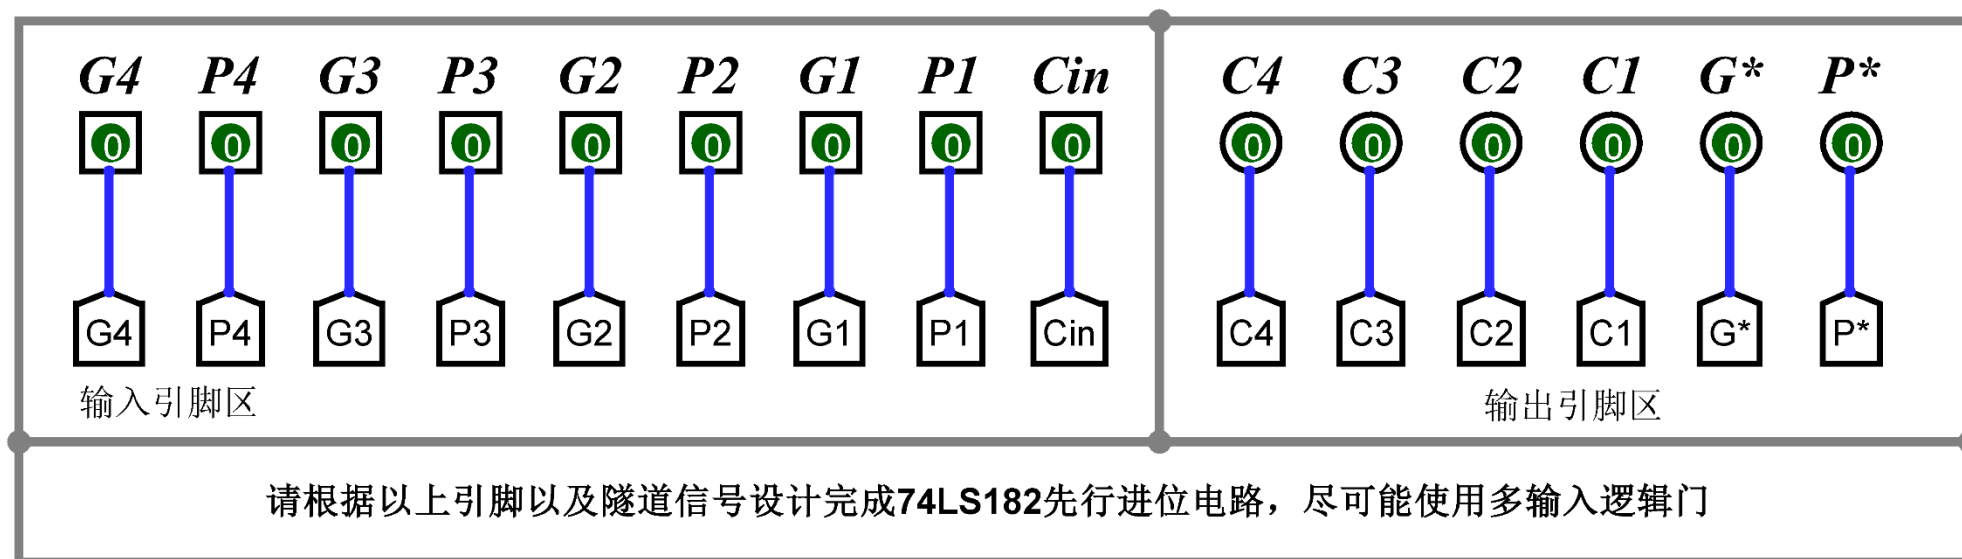 G4 P4 G3 P3 G2 P2 G1 P1 Cin C4 C3 C2 C1 G* P*
0 0 0 0 0 0 0 0 0 0 0 0 0 0 0
G4 P4 G3 P3 G2 P2 G1 P1 Cin C4 C3 C2 C1 G* P*
输入引脚区 输出引脚区
请根据以上引脚以及隧道信号设计完成74LS182先行进位电路，尽可能使用多输入逻辑门